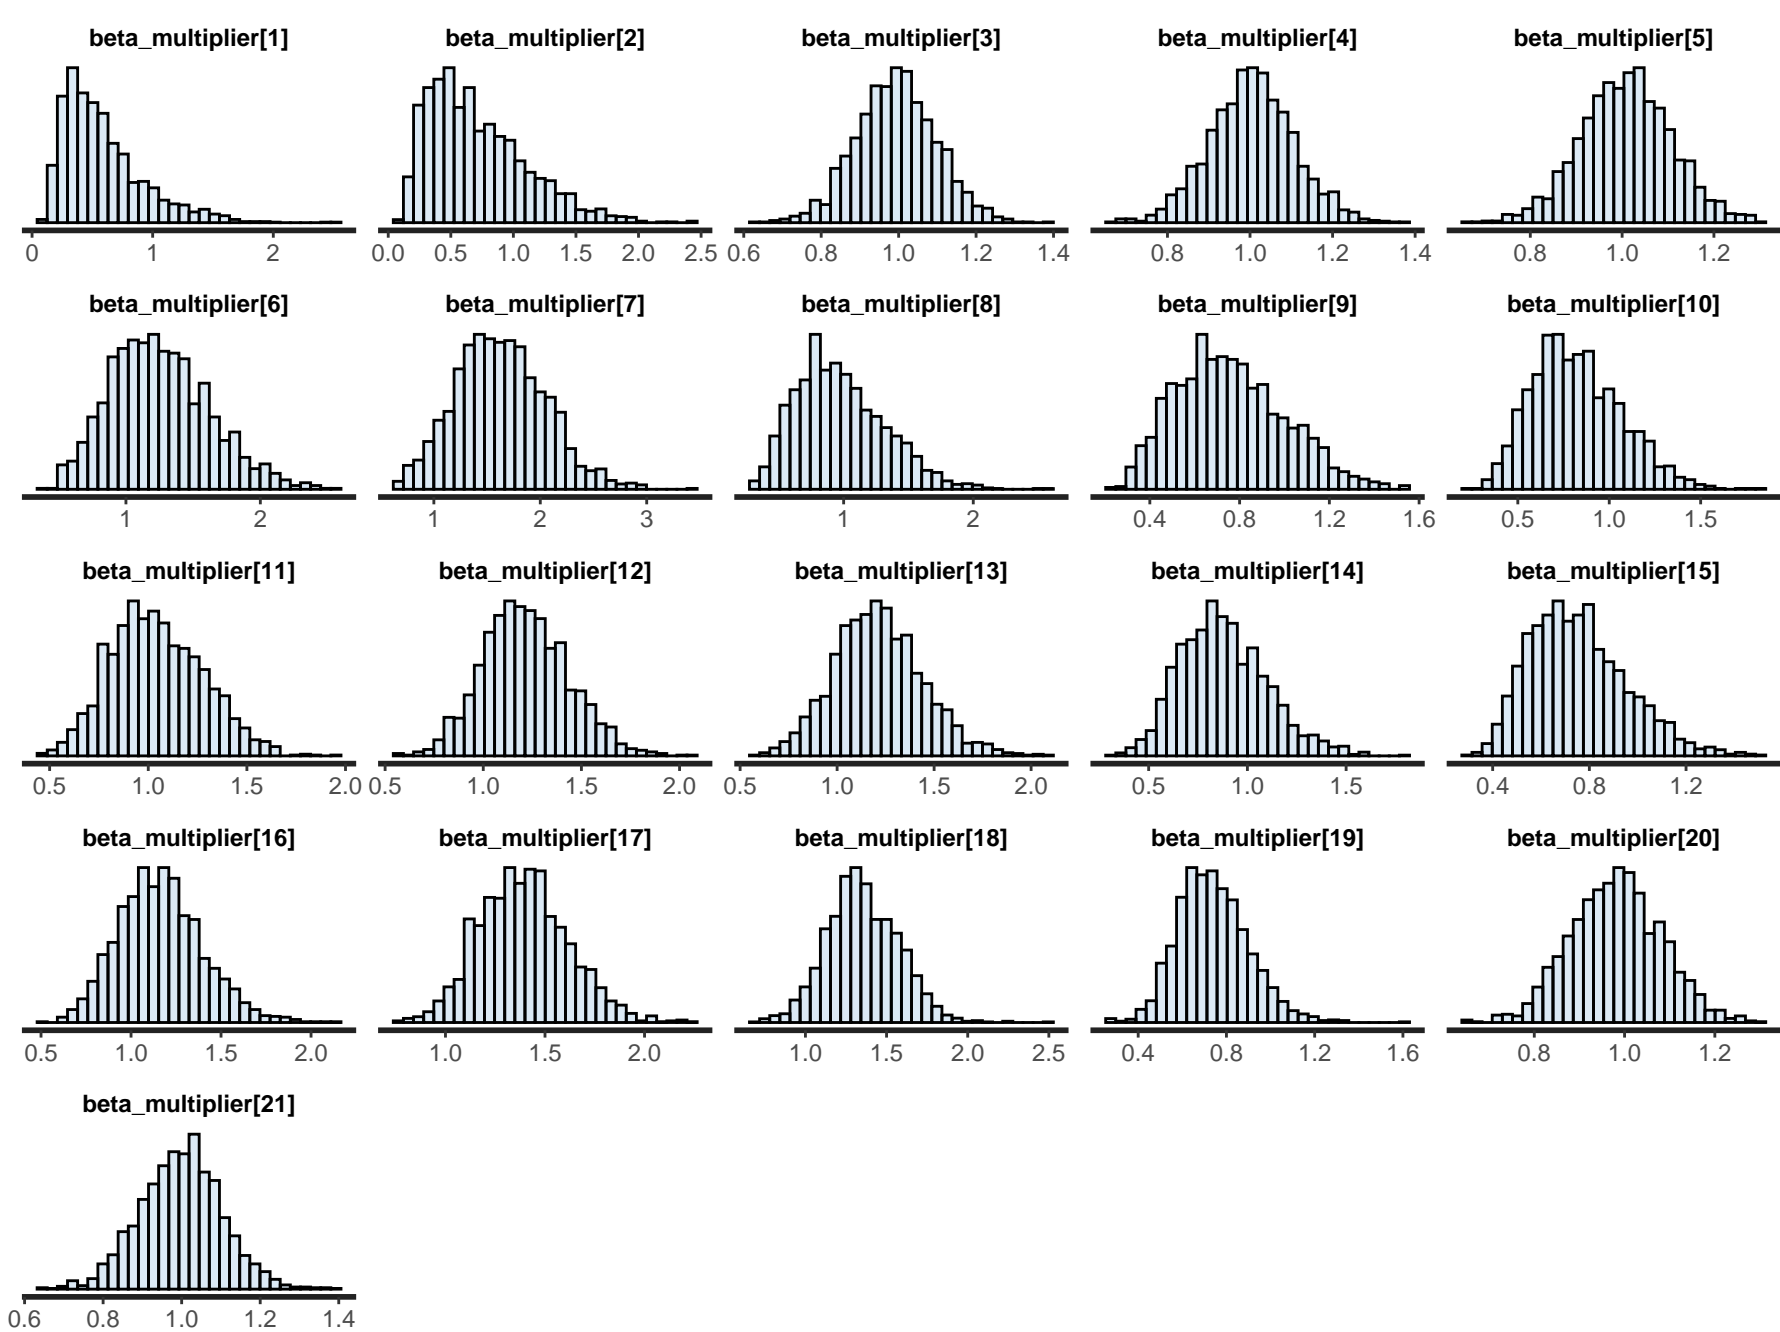 beta_multiplier[1] beta_multiplier[2] beta_multiplier[3] beta_multiplier[4] beta_multiplier[5]
0 1 2 0.0 0.5 1.0 1.5 2.0 2.5 0.6 0.8 1.0 1.2 1.4 0.8 1.0 1.2 1.4 0.8 1.0 1.2
beta_multiplier[6] beta_multiplier[7] beta_multiplier[8] beta_multiplier[9] beta_multiplier[10]
1 2 1 2 3 1 2 0.4 0.8 1.2 1.6 0.5 1.0 1.5
beta_multiplier[11] beta_multiplier[12] beta_multiplier[13] beta_multiplier[14] beta_multiplier[15]
0.5 1.0 1.5 2.0 0.5 1.0 1.5 2.0 0.5 1.0 1.5 2.0 0.5 1.0 1.5 0.4 0.8 1.2
beta_multiplier[16] beta_multiplier[17] beta_multiplier[18] beta_multiplier[19] beta_multiplier[20]
0.5 1.0 1.5 2.0 1.0 1.5 2.0 1.0 1.5 2.0 2.5 0.4 0.8 1.2 1.6 0.8 1.0 1.2
beta_multiplier[21]
0.6 0.8 1.0 1.2 1.4